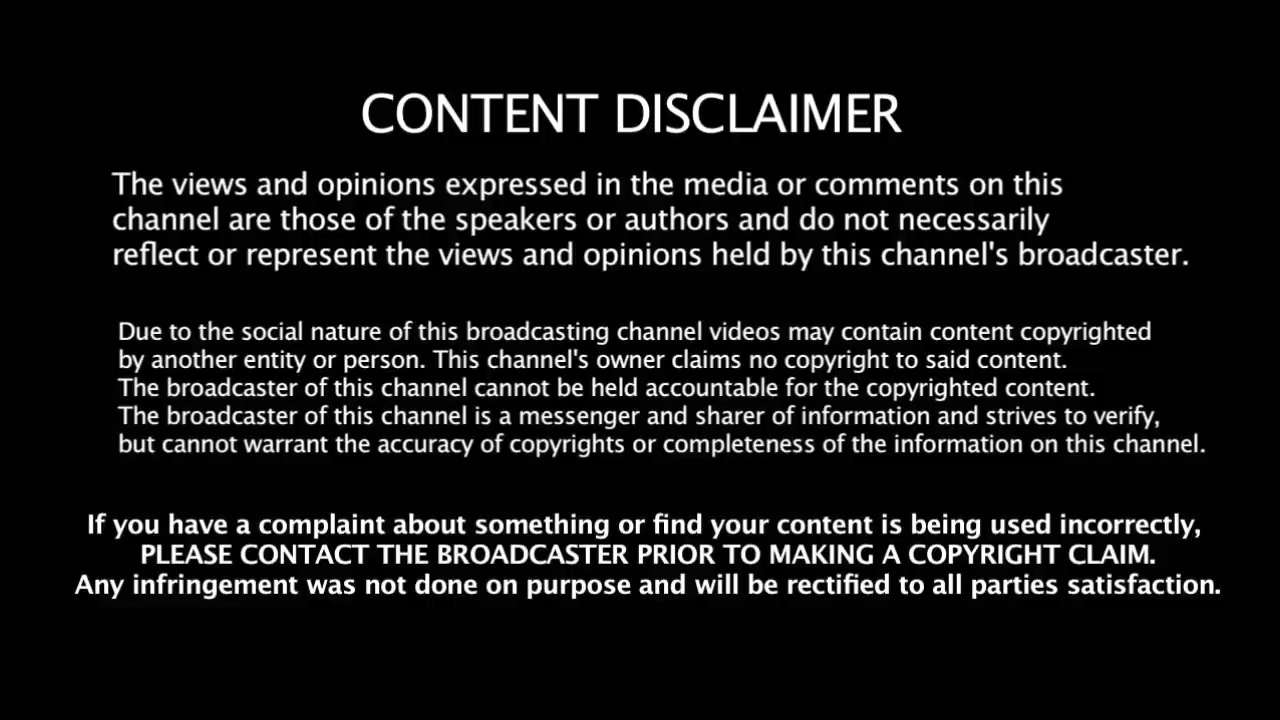 CONTENT DISCLAIMER
The views and opinions expressed in the media or comments on this
channel are those of the speakers or authors and do not necessarily
reflect or represent the views and opinions held by this channel's broadcaster.
Due to the social nature of this broadcasting channel videos may contain content copyrighted
by another entity or person. This channel's owner claims no copyright to said content.
The broadcaster of this channel cannot be held accountable for the copyrighted content.
The broadcaster of this channel is a messenger and sharer of information and strives to verify,
but cannot warrant the accuracy of copyrights or completeness of the information on this channel.
If you have a complaint about something or find your content is being used incorrectly,
PLEASE CONTACT THE BROADCASTER PRIOR TO MAKING A COPYRIGHT CLAIM.
Any infringement was not done on purpose and will be rectified to all parties satisfaction.